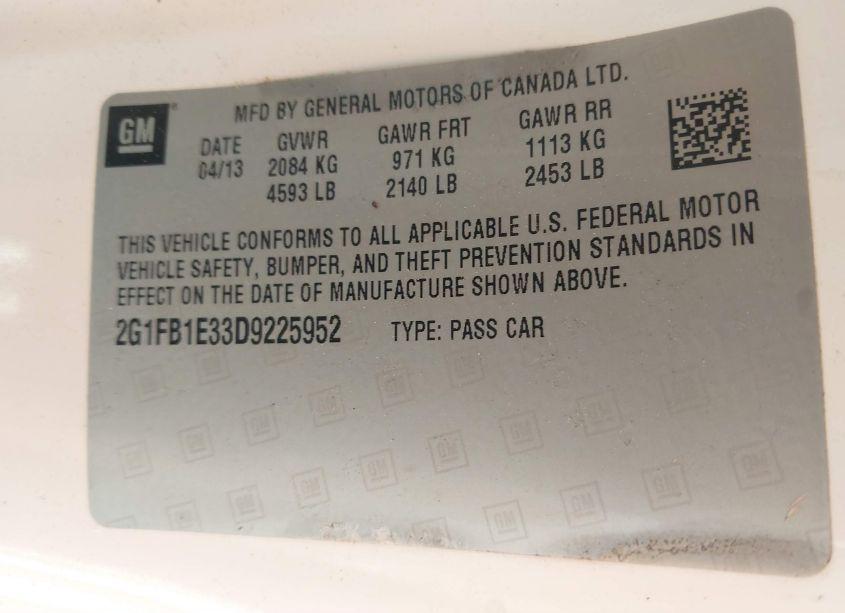 GM
MFD BY GENERAL MOTORS OF CANADA LTD.
DATE GVWR GAWR FRT GAWR RR
04/13 2084 KG 971 KG 1113 KG
4593 LB 2140 LB 2453 LB
THIS VEHICLE CONFORMS TO ALL APPLICABLE U.S. FEDERAL MOTOR
VEHICLE SAFETY, BUMPER, AND THEFT PREVENTION STANDARDS IN
EFFECT ON THE DATE OF MANUFACTURE SHOWN ABOVE.
2G1FB1E33D9225952 TYPE: PASS CAR